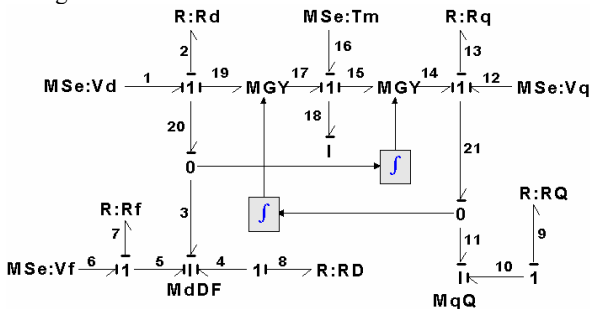 R:Rd MSe:Tm R:Rq
2 16 13
MSe:Vd 1 1 19 MGY 17 1 15 MGY 14 1 12 MSe:Vq
20 18 I 21
0 ∫
R:Rf 3 ∫ 0 R:RQ
7 11 9
MSe:Vf 6 1 5 II 4 1 8 R:RD I 10 1
MdDF MqQ